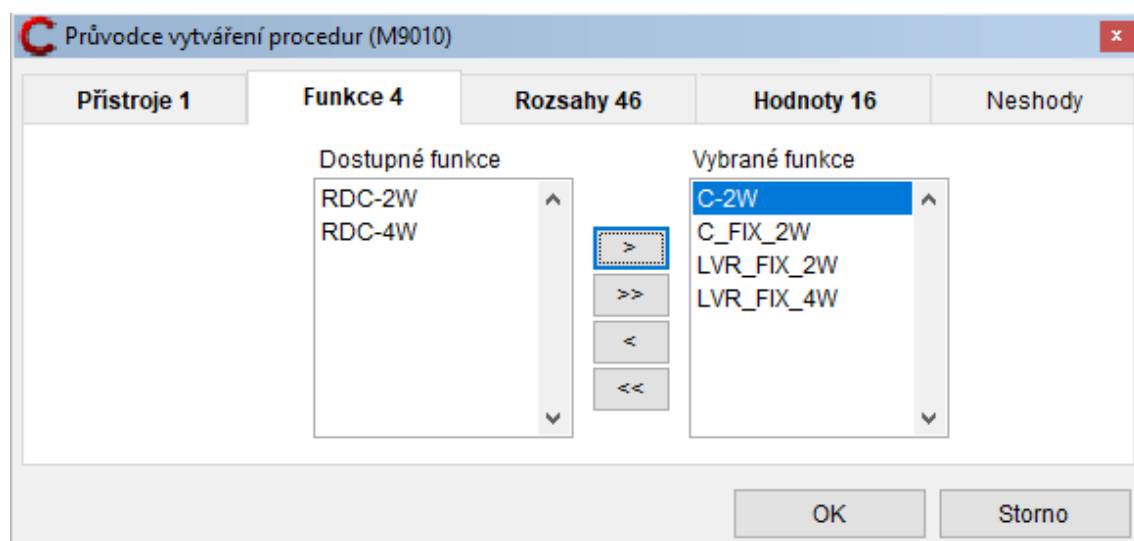 Průvodce vytváření procedur (M9010)
x
Přístroje 1
Funkce 4
Rozsahy 46
Hodnoty 16
Neshody
Dostupné funkce
RDC-2W
RDC-4W
>
>>
<
<<
Vybrané funkce
C-2W
C_FIX_2W
LVR_FIX_2W
LVR_FIX_4W
OK
Storno